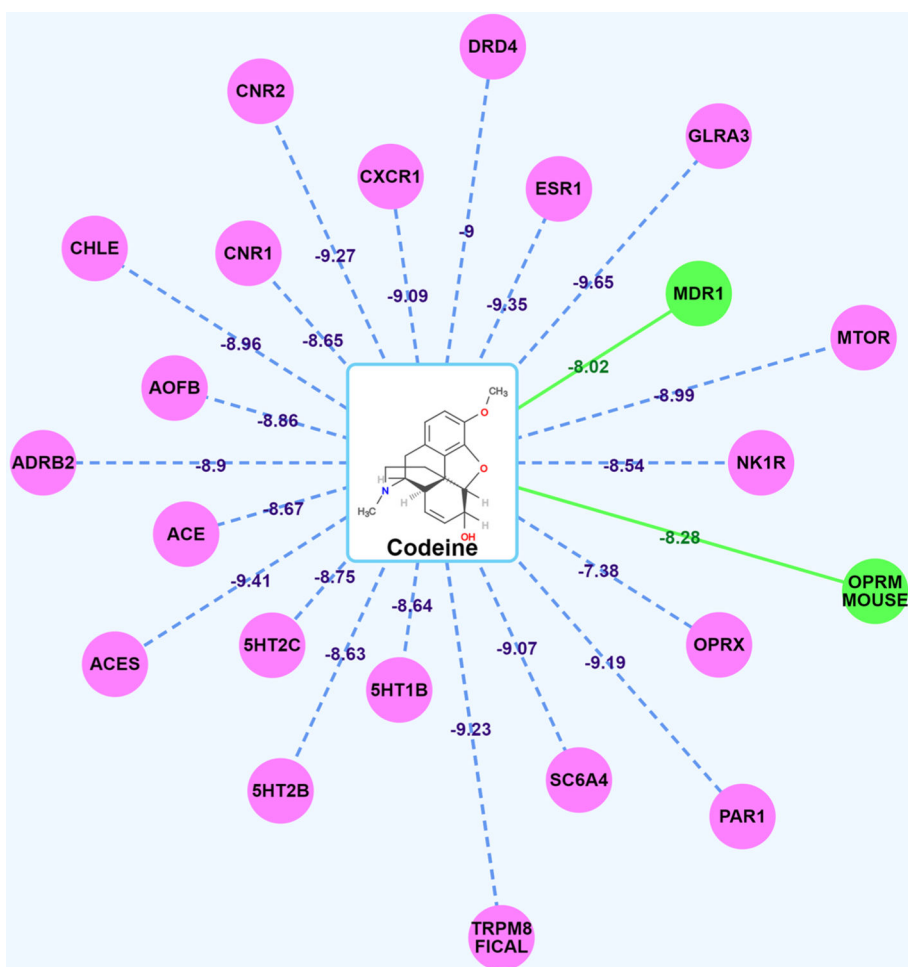 DRD4
CNR2
GLRA3
CXCR1
ESR1
CHLE
CNR1
-9
-9.27
-9.65
-9.09
-9.35
MDR1
MTOR
-8.65
-8.96
-8.02
AOFB
-8.99
-8.86
ADRB2
-8.9
-8.54
NK1R
CH₃
O
O
H
N
H
H
H₃C
H
OH
Codeine
ACE
-8.67
-8.28
OPRM
MOUSE
-9.41
-8.75
-7.38
-8.64
5HT2C
OPRX
-8.63
-9.07
-9.19
ACES
5HT1B
-9.23
5HT2B
SC6A4
PAR1
TRPM8
FICAL